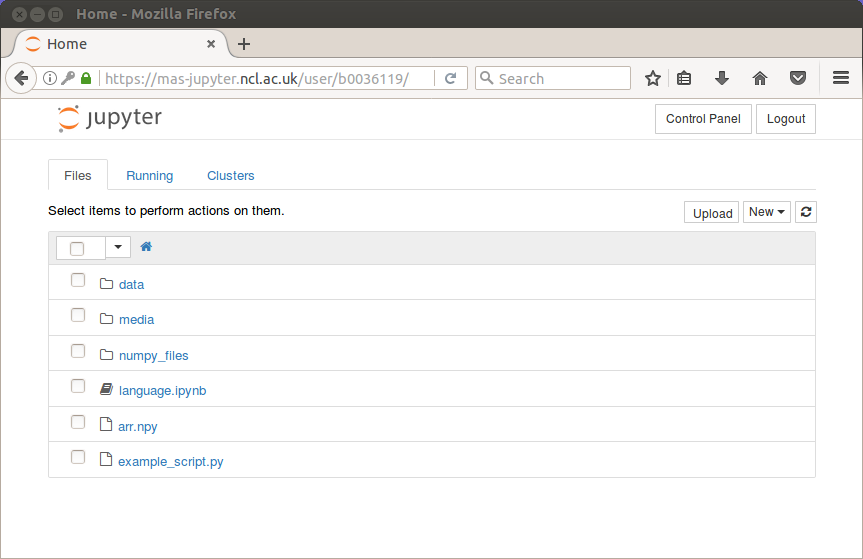 Home - Mozilla Firefox
Home
https://mas-jupyter.ncl.ac.uk/user/b0036119/ Search
jupyter Control Panel Logout
Files Running Clusters
Select items to perform actions on them. Upload New
data
media
numpy_files
language.ipynb
arr.npy
example_script.py